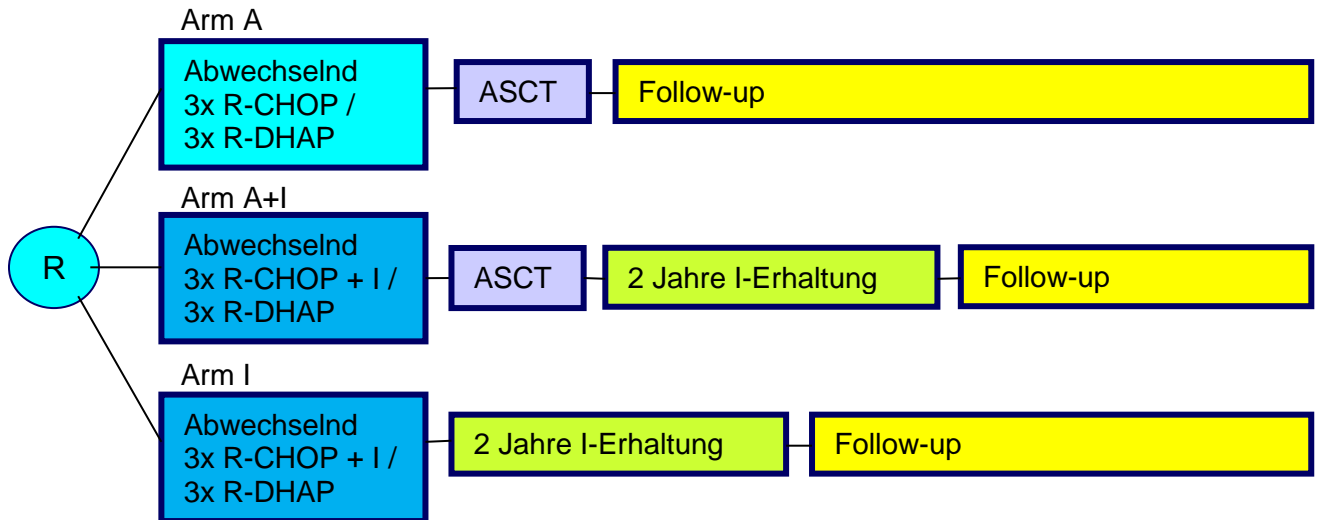 Arm A
Abwechselnd
3x R-CHOP /
3x R-DHAP
ASCT
Follow-up
R
Arm A+I
Abwechselnd
3x R-CHOP + I /
3x R-DHAP
ASCT
2 Jahre I-Erhaltung
Follow-up
Arm I
Abwechselnd
3x R-CHOP + I /
3x R-DHAP
2 Jahre I-Erhaltung
Follow-up